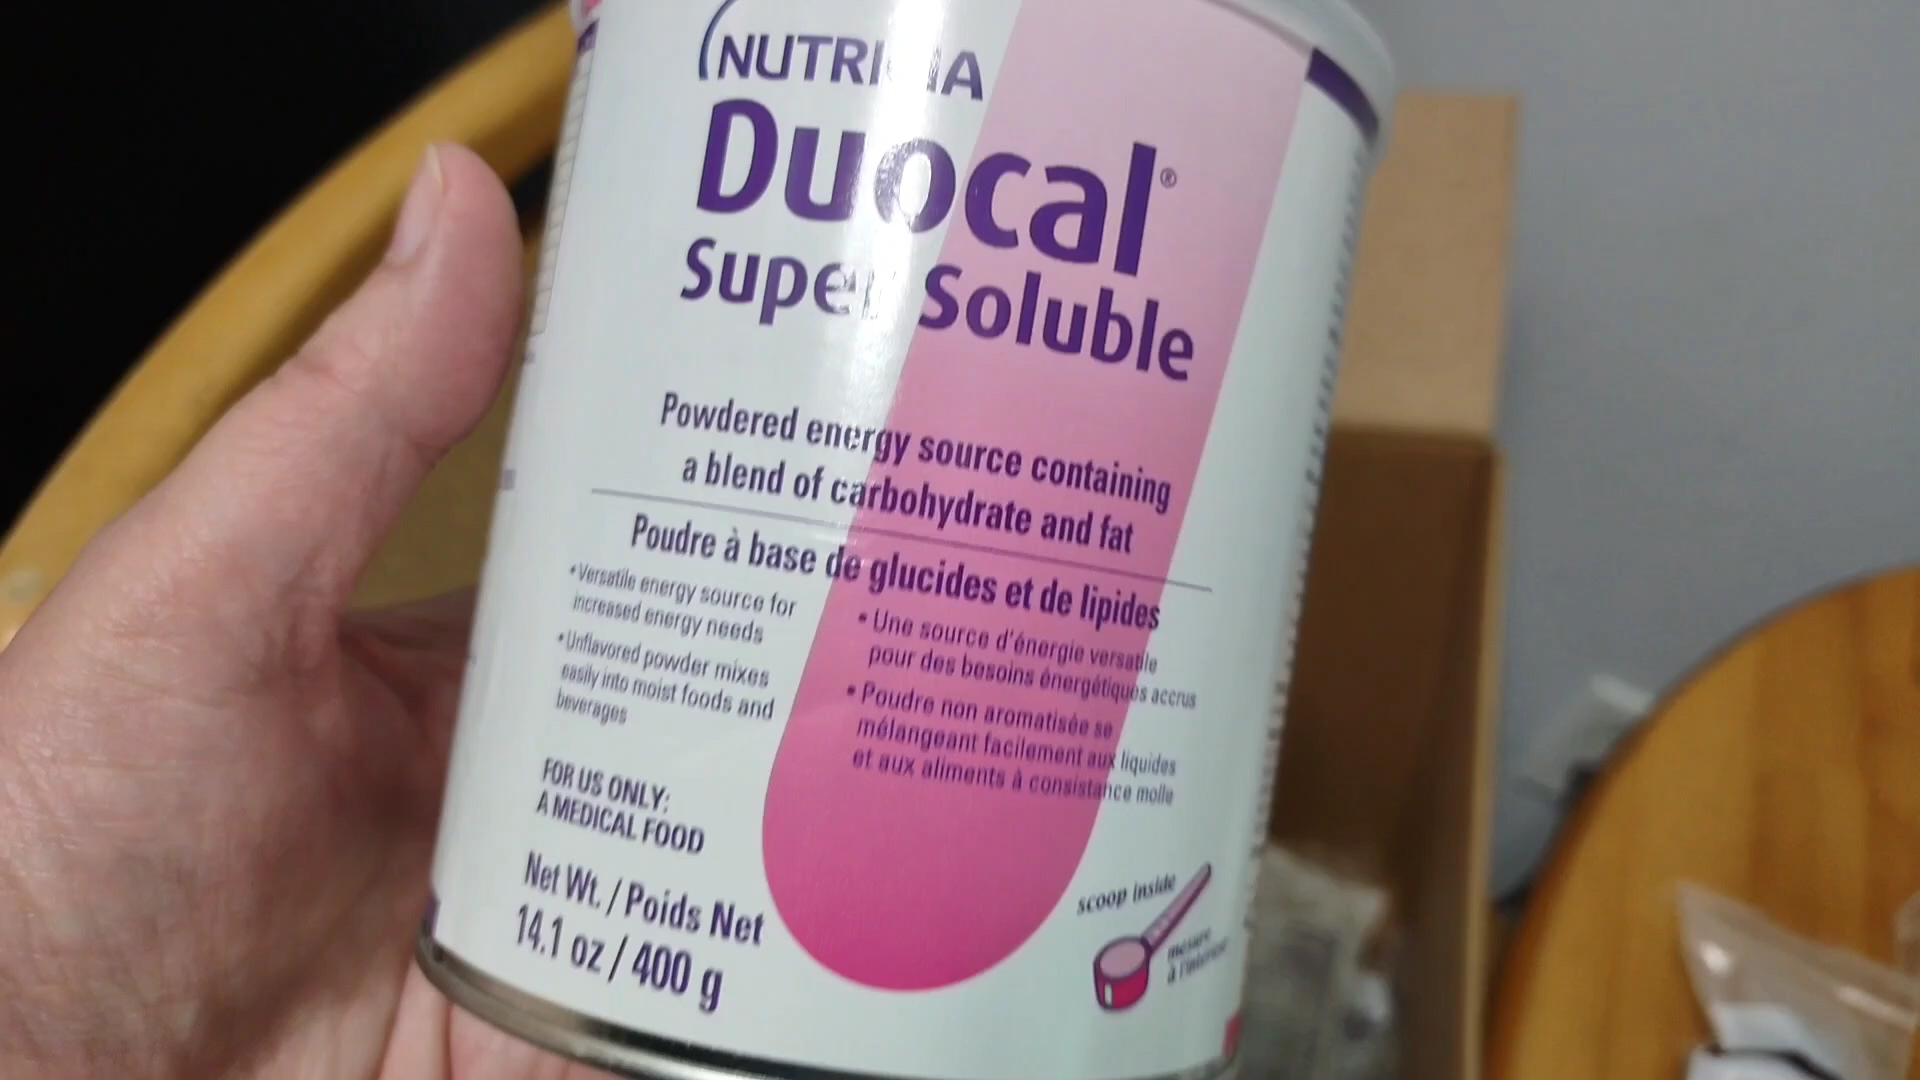 NUTRICIA
Duocal®
Super Soluble
Powdered energy source containing
a blend of carbohydrate and fat
Poudre à base de glucides et de lipides
• Versatile energy source for
increased energy needs
• Unflavored powder mixes
easily into moist foods and
beverages
• Une source d'énergie versatile
pour des besoins énergétiques accrus
• Poudre non aromatisée se
mélangeant facilement aux liquides
et aux aliments à consistance molle
FOR US ONLY:
A MEDICAL FOOD
Net Wt. / Poids Net
14.1 oz / 400 g
scoop inside
mesure
à l'intérieur